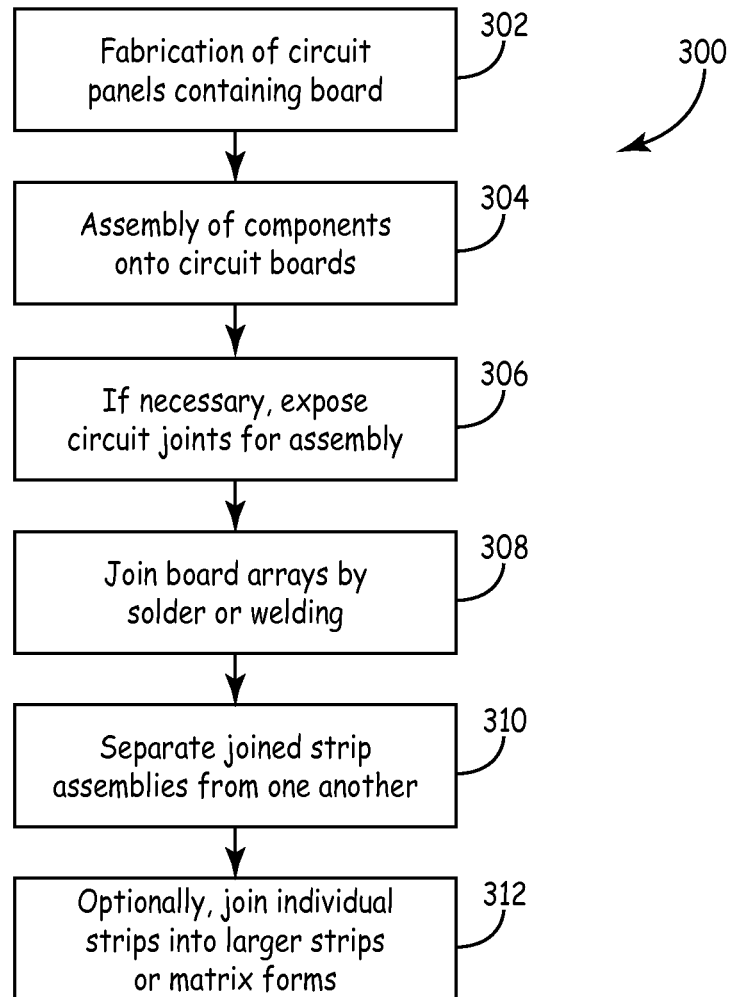 Fabrication of circuit
panels containing board
302
300
Assembly of components
onto circuit boards
304
If necessary, expose
circuit joints for assembly
306
Join board arrays by
solder or welding
308
Separate joined strip
assemblies from one another
310
Optionally, join individual
strips into larger strips
or matrix forms
312